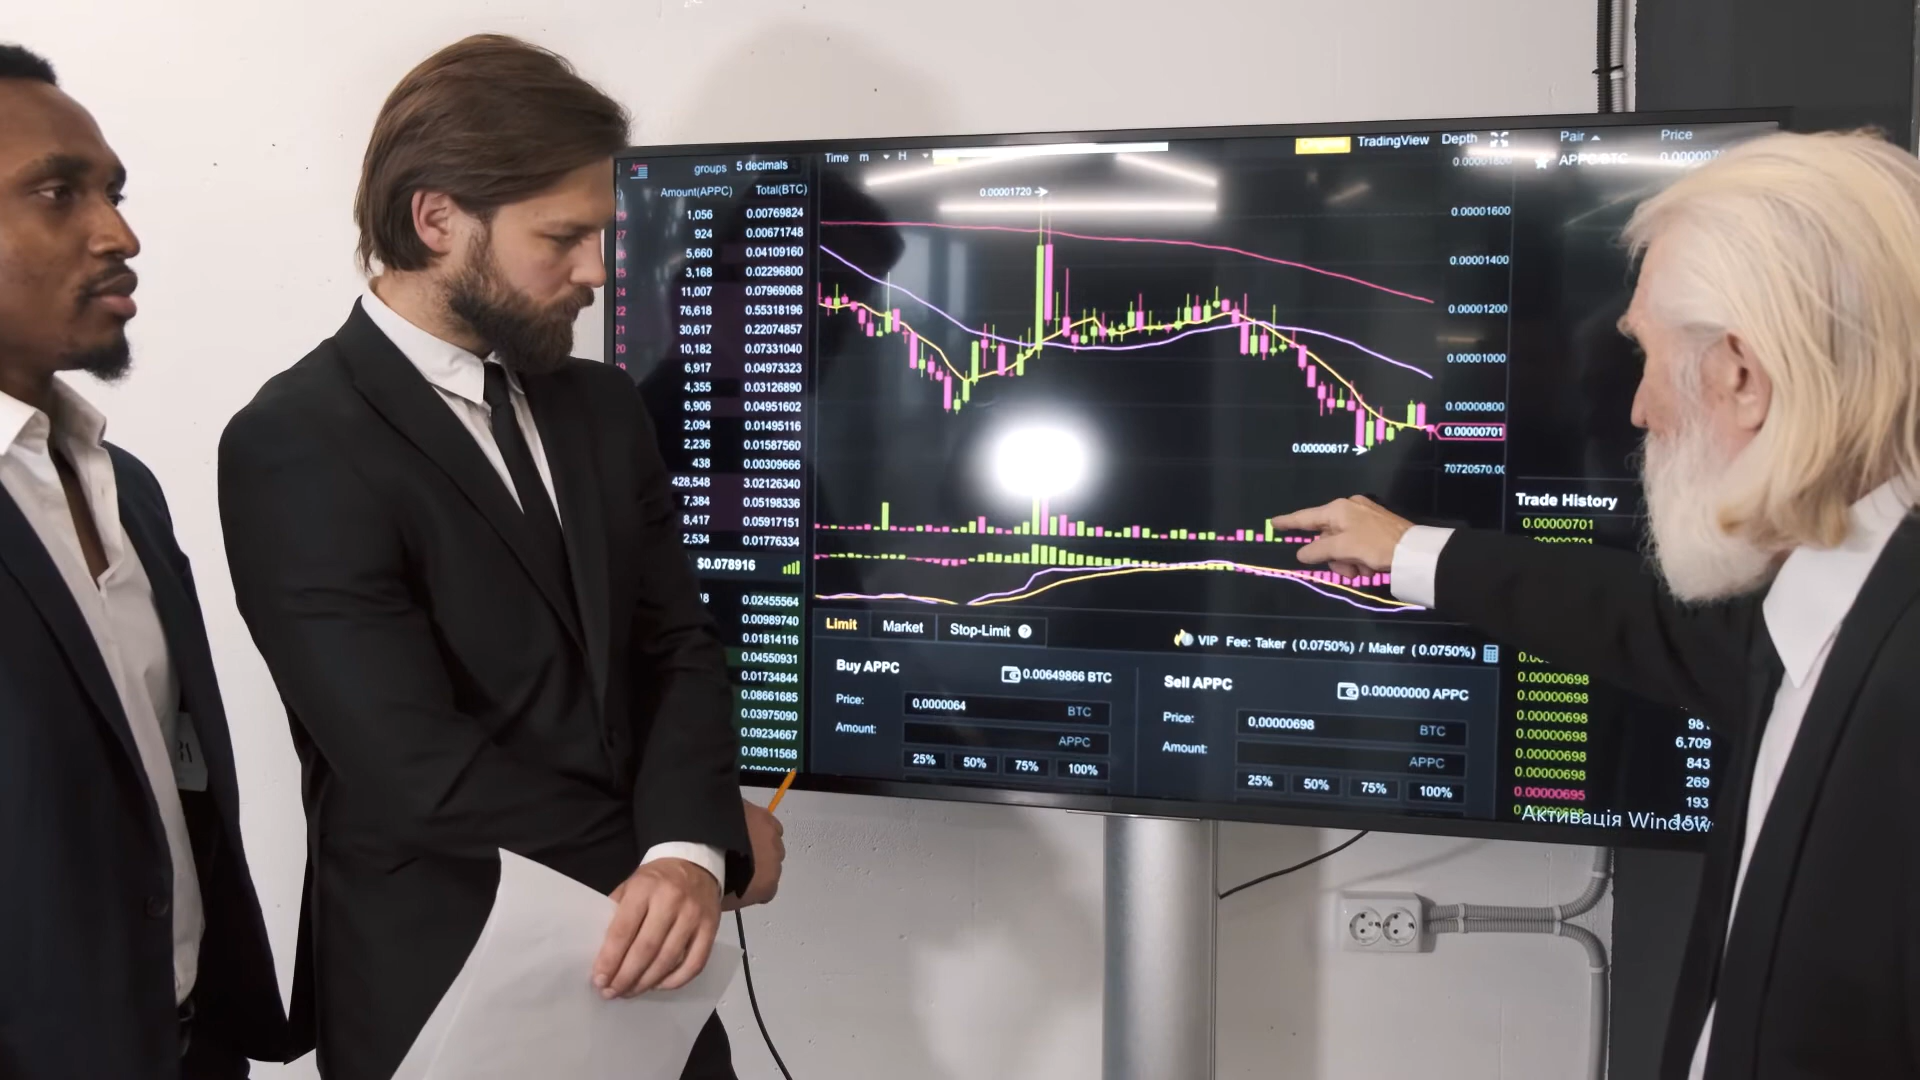 groups 5 decimals
Amount(APPC) Total(BTC)
1,056 0.00769824
924 0.00671748
5,660 0.04109160
3,168 0.02296800
11,007 0.07969068
76,618 0.55318196
30,617 0.22074857
10,182 0.07331040
6,917 0.04973323
4,355 0.03126890
6,906 0.04951602
2,094 0.01495116
2,236 0.01587560
438 0.00309666
428,548 3.02126340
7,384 0.05198336
8,417 0.05917151
2,534 0.01776334
$0.078916
0.02455564
0.00989740
0.01814116
0.04550931
0.01734844
0.08661685
0.03975090
0.09234667
0.09811568
Time m H
TradingView Depth
0.00001800
0.00001720
0.00001600
0.00001400
0.00001200
0.00001000
0.00000800
0.00000701
0.00000617
70720570.00
Limit Market Stop-Limit ?
VIP Fee: Taker ( 0.0750%) / Maker ( 0.0750%)
Buy APPC 0.00649866 BTC
Price: 0,0000064 BTC
Amount: APPC
25% 50% 75% 100%
Sell APPC 0.00000000 APPC
Price: 0,00000698 BTC
Amount: APPC
25% 50% 75% 100%
Pair Price
APPC/BTC
Trade History
0.00000701
0.00000698
0.00000698
0.00000698
0.00000698 6,709
0.00000698 843
0.00000698 269
0.00000695 193
Активація Window